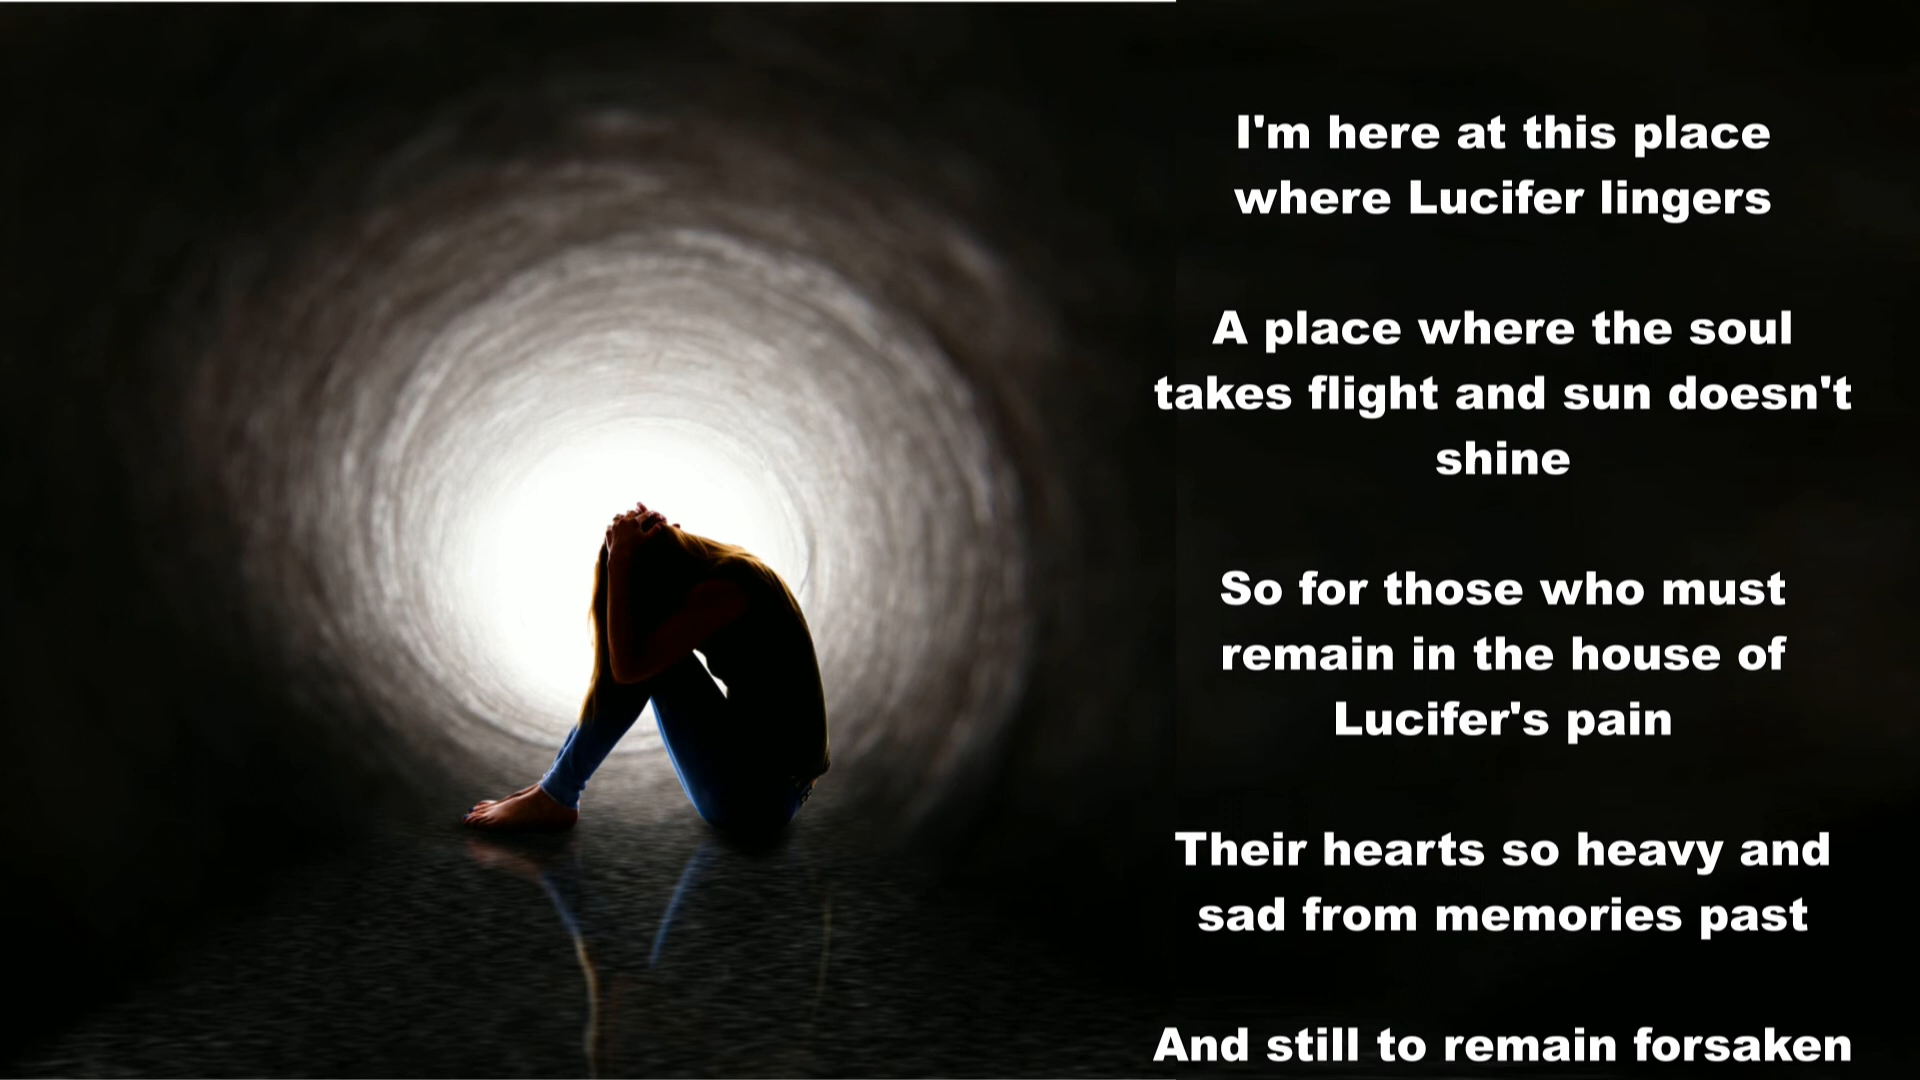 I'm here at this place
where Lucifer lingers
A place where the soul
takes flight and sun doesn't
shine
So for those who must
remain in the house of
Lucifer's pain
Their hearts so heavy and
sad from memories past
And still to remain forsaken